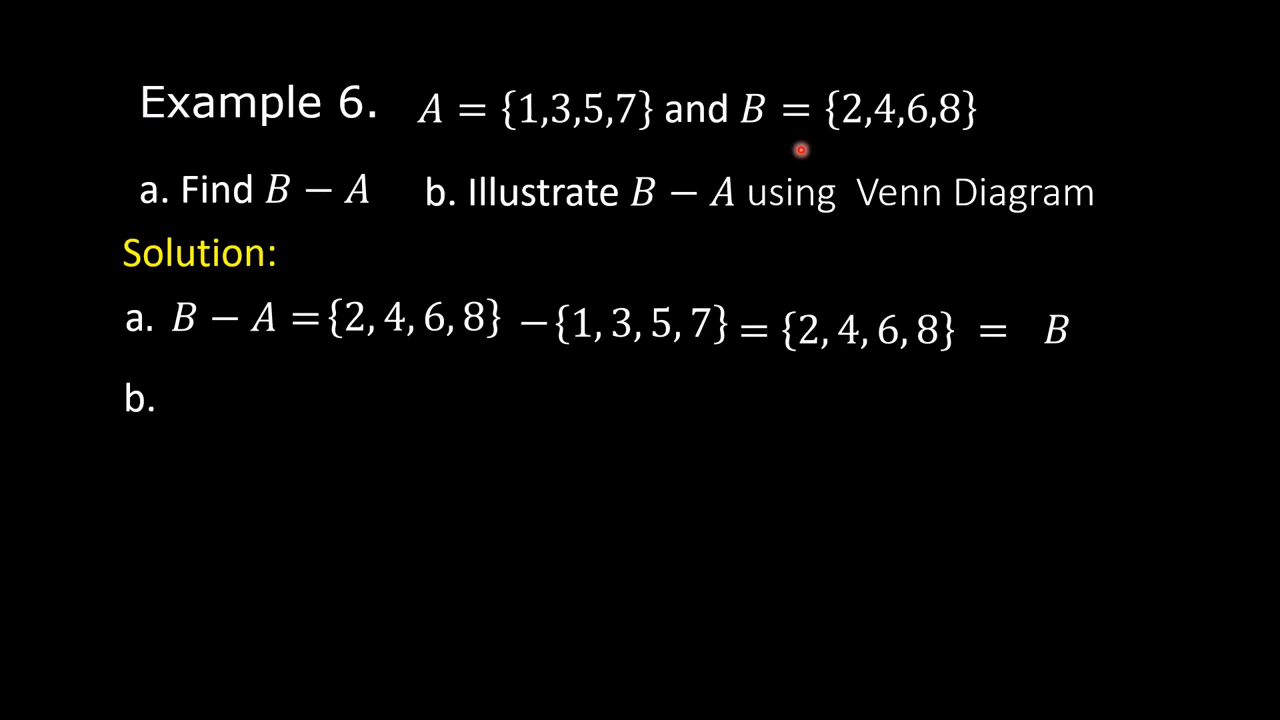 Example 6. A = {1,3,5,7} and B = {2,4,6,8}
a. Find B − A b. Illustrate B − A using Venn Diagram
Solution:
a. B − A = {2, 4, 6, 8} − {1, 3, 5, 7} = {2, 4, 6, 8} = B
b.